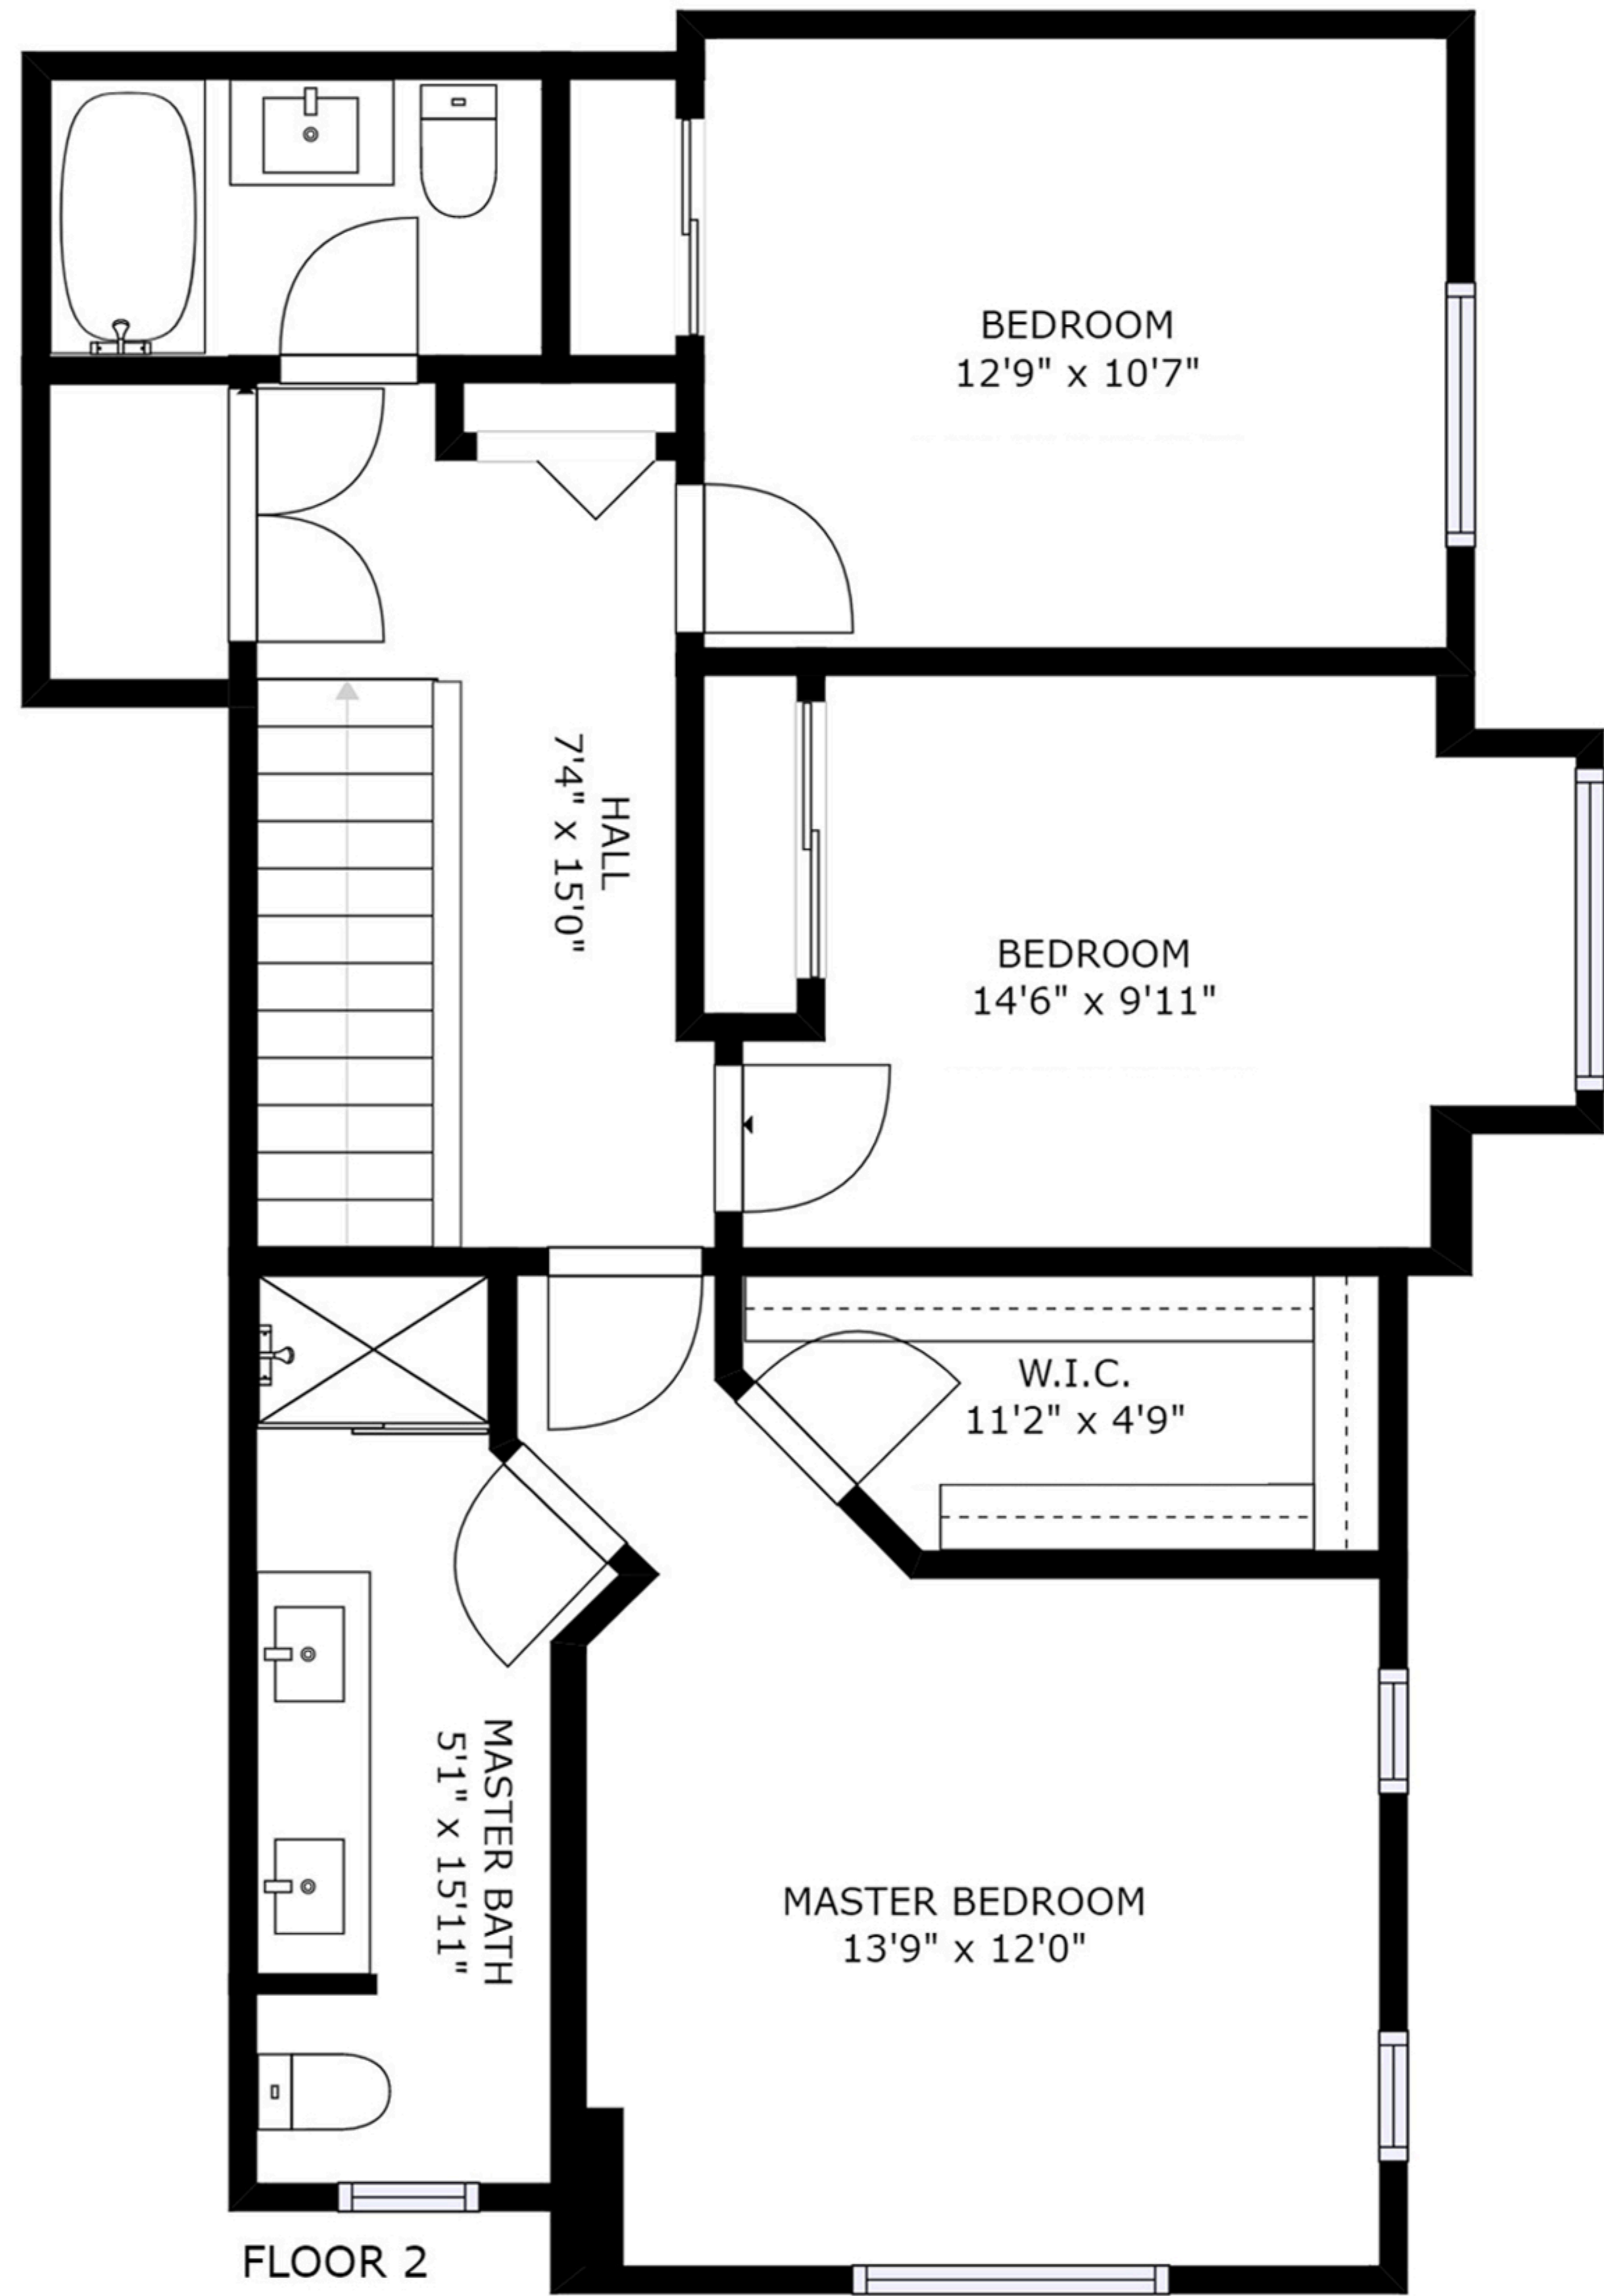 BEDROOM
12'9" x 10'7"
HALL
7'4" x 15'0"
BEDROOM
14'6" x 9'11"
W.I.C.
11'2" x 4'9"
MASTER BATH
5'1" x 15'11"
MASTER BEDROOM
13'9" x 12'0"
FLOOR 2